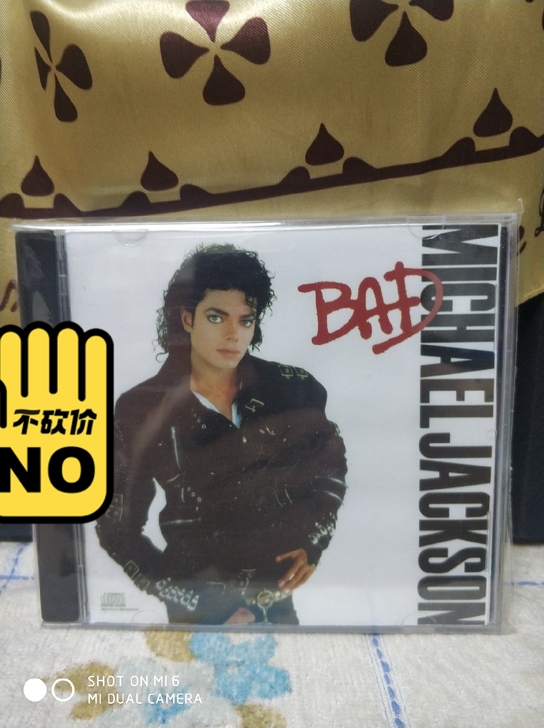 BAD
MICHAEL JACKSON
不砍价
NO
SHOT ON MI 6
MI DUAL CAMERA